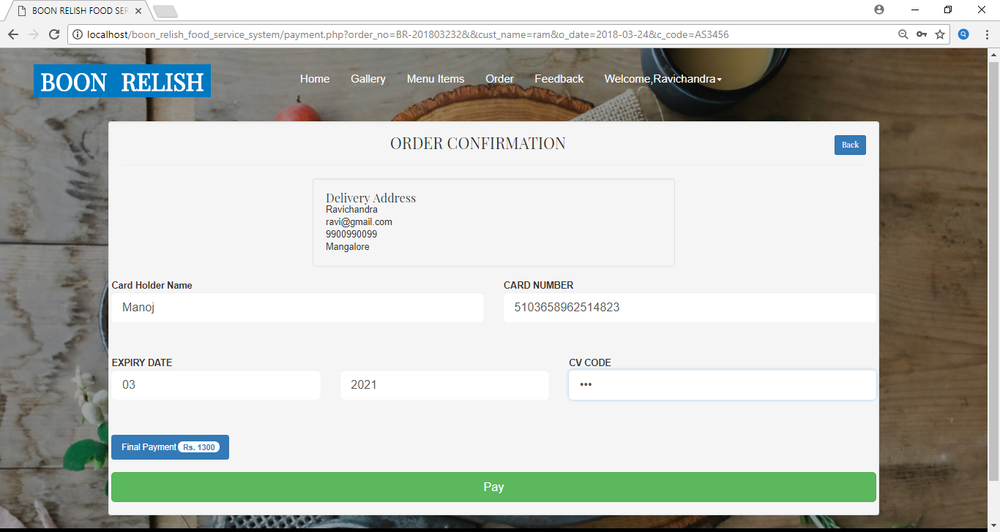 BOON RELISH FOOD SER
localhost/boon_relish_food_service_system/payment.php?order_no=BR-201803232&&cust_name=ram&o_date=2018-03-24&c_code=AS3456
BOON RELISH
Home Gallery Menu Items Order Feedback Welcome,Ravichandra
ORDER CONFIRMATION
Back
Delivery Address
Ravichandra
ravi@gmail.com
9900990099
Mangalore
Card Holder Name CARD NUMBER
Manoj 5103658962514823
EXPIRY DATE CV CODE
03 2021 •••
Final Payment Rs. 1300
Pay